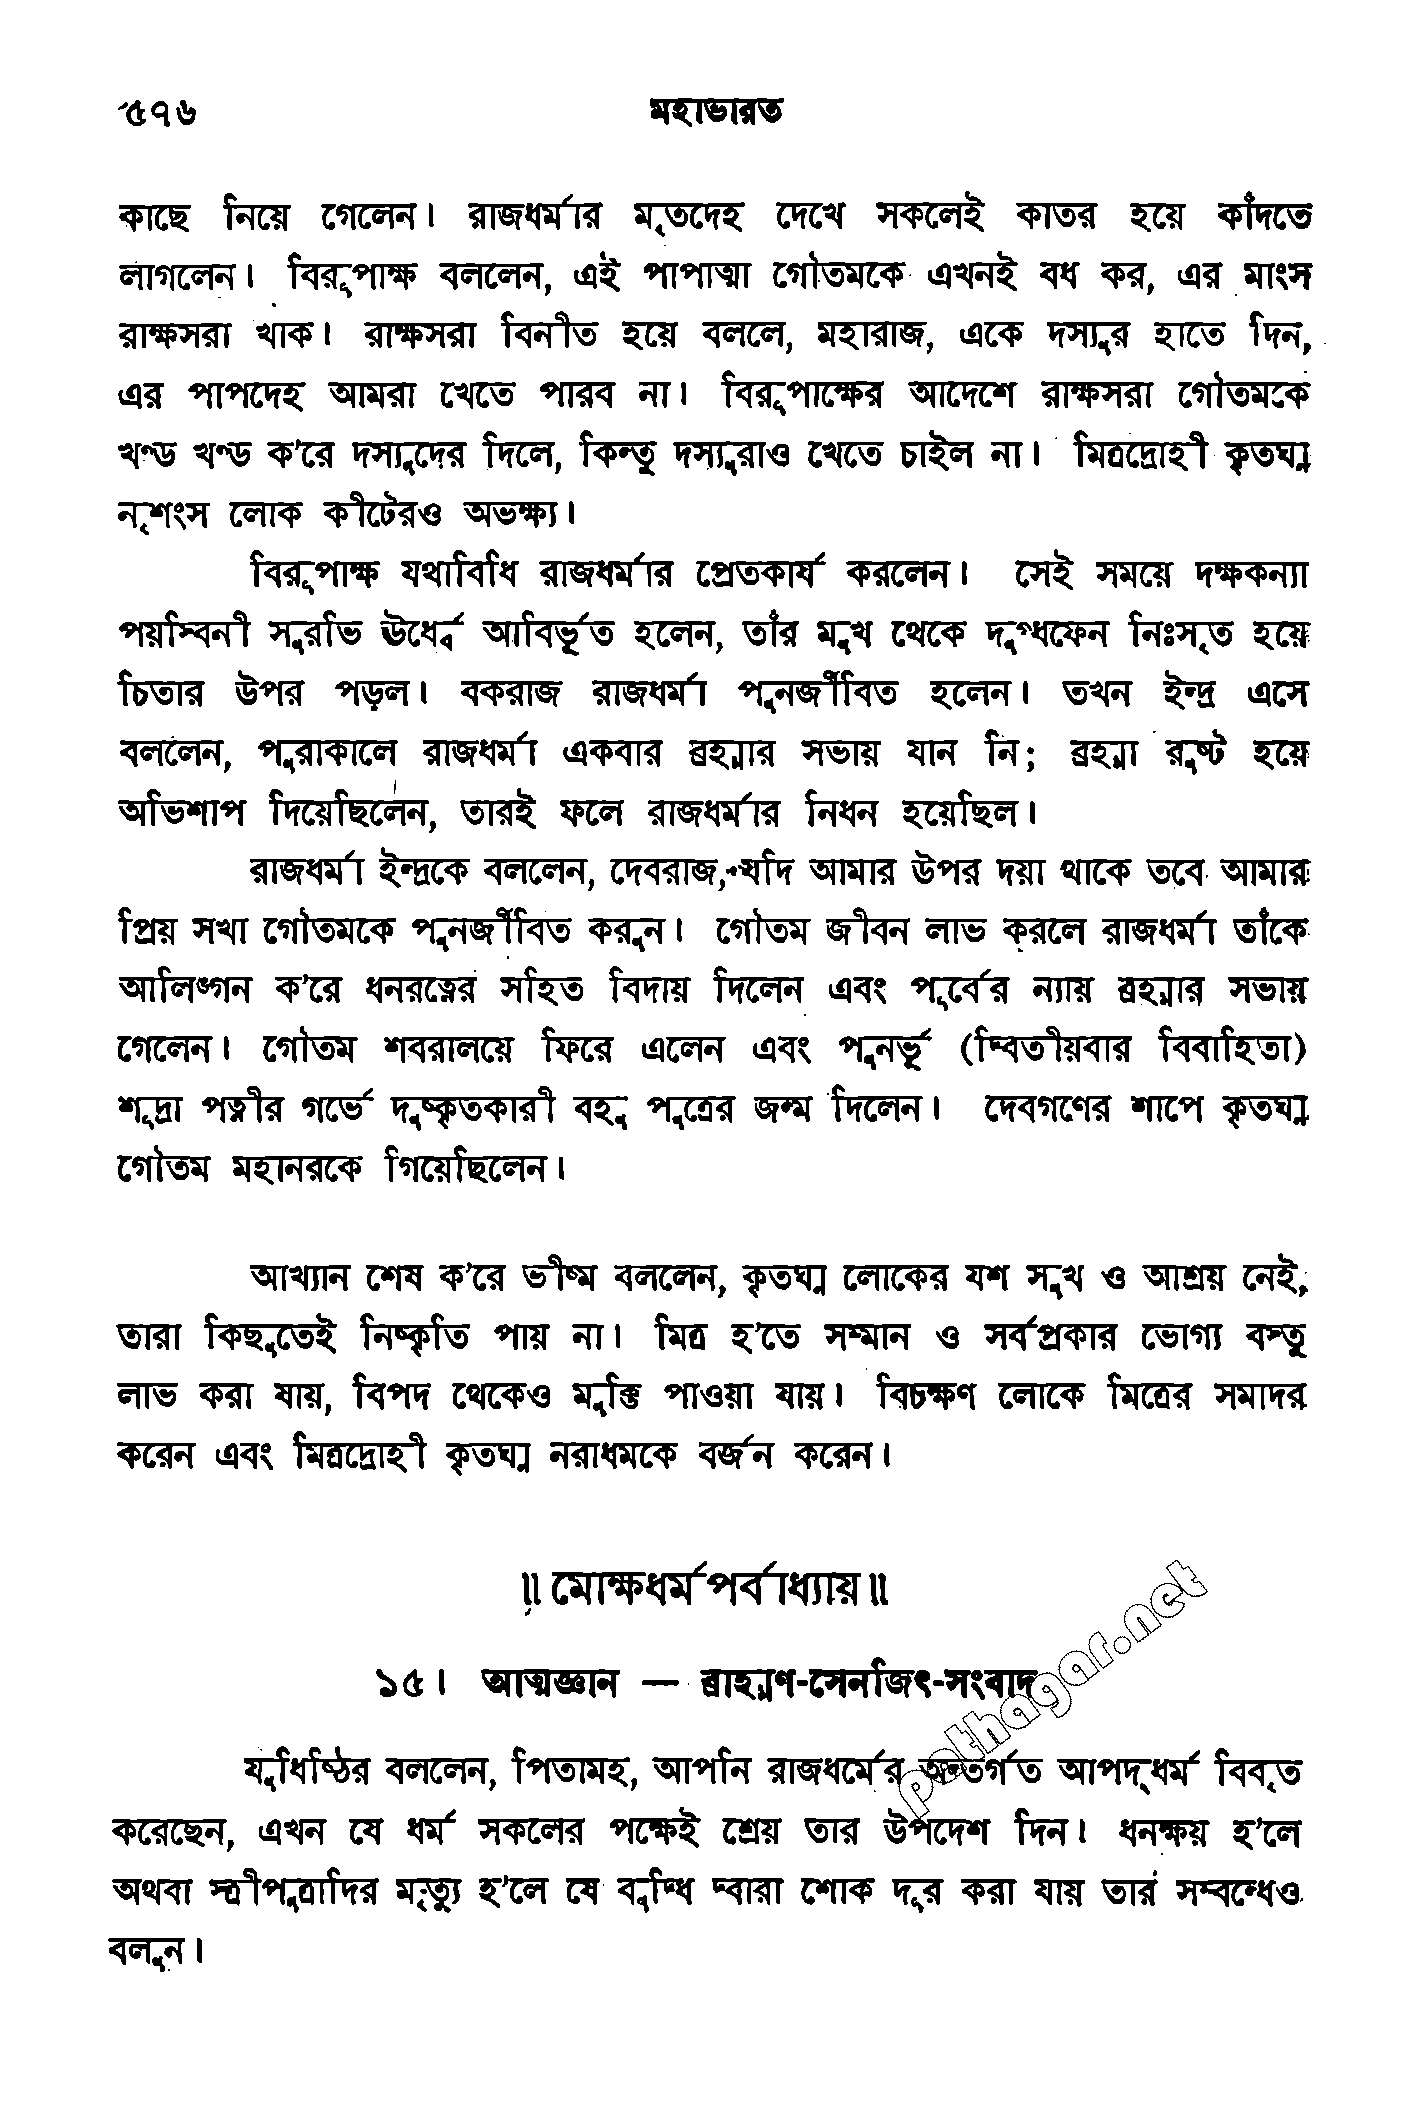 ৫৭৬ মহাভারত
কাছে নিয়ে গেলেন। রাজধর্মার মৃতদেহ দেখে সকলেই কাতর হয়ে কাঁদতে
লাগলেন। বিরূপাক্ষ বললেন, এই পাপাত্মা গৌতমকে এখনই বধ কর, এর মাংস
রাক্ষসরা খাক। রাক্ষসরা বিনীত হয়ে বললে, মহারাজ, একে দস্যুর হাতে দিন,
এর পাপদেহ আমরা খেতে পারব না। বিরূপাক্ষের আদেশে রাক্ষসরা গৌতমকে
খণ্ড খণ্ড ক'রে দস্যুদের দিলে, কিন্তু দস্যুরাও খেতে চাইল না। মিত্রদ্রোহী কৃতঘ্ন
নৃশংস লোক কীটেরও অভক্ষ্য।
বিরূপাক্ষ যথাবিধি রাজধর্মার প্রেতকার্য করলেন। সেই সময়ে দক্ষকন্যা
পয়স্বিনী সুরভি ঊর্ধ্বে আবির্ভূত হলেন, তাঁর মুখ থেকে দুগ্ধফেন নিঃসৃত হয়ে
চিতার উপর পড়ল। বকরাজ রাজধর্মা পুনর্জীবিত হলেন। তখন ইন্দ্র এসে
বললেন, পুরাকালে রাজধর্মা একবার ব্রহ্মার সভায় যান নি; ব্রহ্মা রুষ্ট হয়ে
অভিশাপ দিয়েছিলেন, তারই ফলে রাজধর্মার নিধন হয়েছিল।
রাজধর্মা ইন্দ্রকে বললেন, দেবরাজ, যদি আমার উপর দয়া থাকে তবে আমার
প্রিয় সখা গৌতমকে পুনর্জীবিত করুন। গৌতম জীবন লাভ করলে রাজধর্মা তাঁকে
আলিঙ্গন ক'রে ধনরত্নের সহিত বিদায় দিলেন এবং পূর্বের ন্যায় ব্রহ্মার সভায়
গেলেন। গৌতম শবরালয়ে ফিরে এলেন এবং পুনর্ভূ (দ্বিতীয়বার বিবাহিতা)
শূদ্রা পত্নীর গর্ভে দুষ্কৃতকারী বহু পুত্রের জন্ম দিলেন। দেবগণের শাপে কৃতঘ্ন
গৌতম মহানরকে গিয়েছিলেন।
আখ্যান শেষ ক'রে ভীষ্ম বললেন, কৃতঘ্ন লোকের যশ সুখ ও আশ্রয় নেই,
তারা কিছুতেই নিষ্কৃতি পায় না। মিত্র হ'তে সম্মান ও সর্বপ্রকার ভোগ্য বস্তু
লাভ করা যায়, বিপদ থেকেও মুক্তি পাওয়া যায়। বিচক্ষণ লোকে মিত্রের সমাদর
করেন এবং মিত্রদ্রোহী কৃতঘ্ন নরাধমকে বর্জন করেন।
॥ মোক্ষধর্মপর্বাধ্যায় ॥
১৫। আত্মজ্ঞান — ব্রাহ্মণ-সেনজিৎ-সংবাদ
যুধিষ্ঠির বললেন, পিতামহ, আপনি রাজধর্মের অন্তর্গত আপদ্‌ধর্ম বিবৃত
করেছেন, এখন যে ধর্ম সকলের পক্ষেই শ্রেয় তার উপদেশ দিন। ধনক্ষয় হ'লে
অথবা স্ত্রীপুত্রাদির মৃত্যু হ'লে যে বুদ্ধি দ্বারা শোক দূর করা যায় তার সম্বন্ধেও
বলুন।
pathagar.net